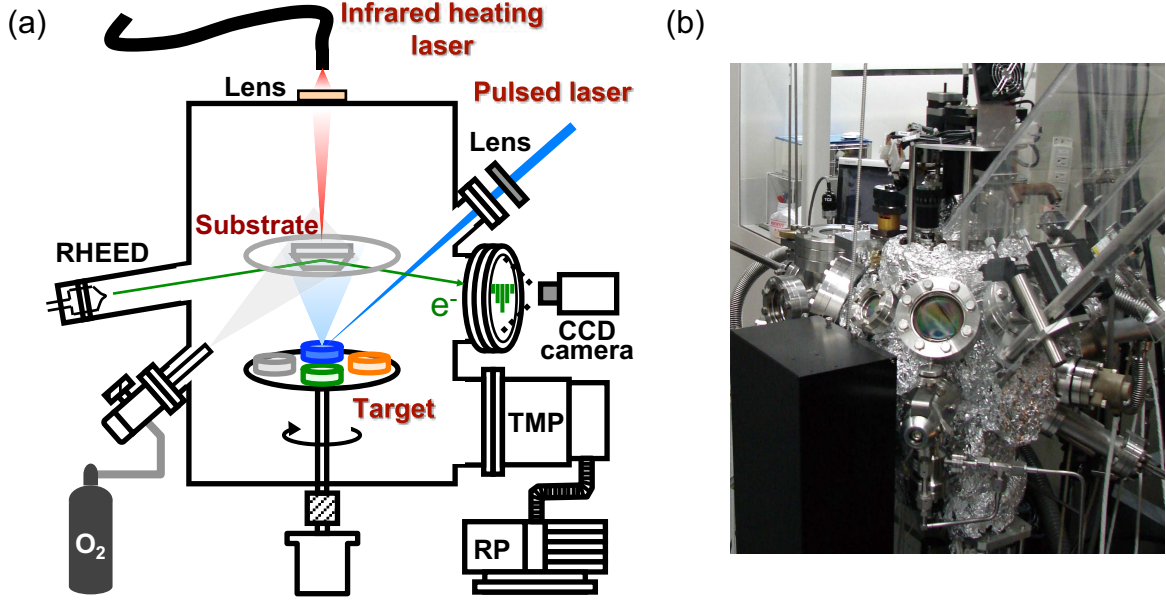 (a)
Infrared heating
laser
Lens
Pulsed laser
Lens
Substrate
RHEED
e-
CCD
camera
Target
TMP
O2
RP
(b)